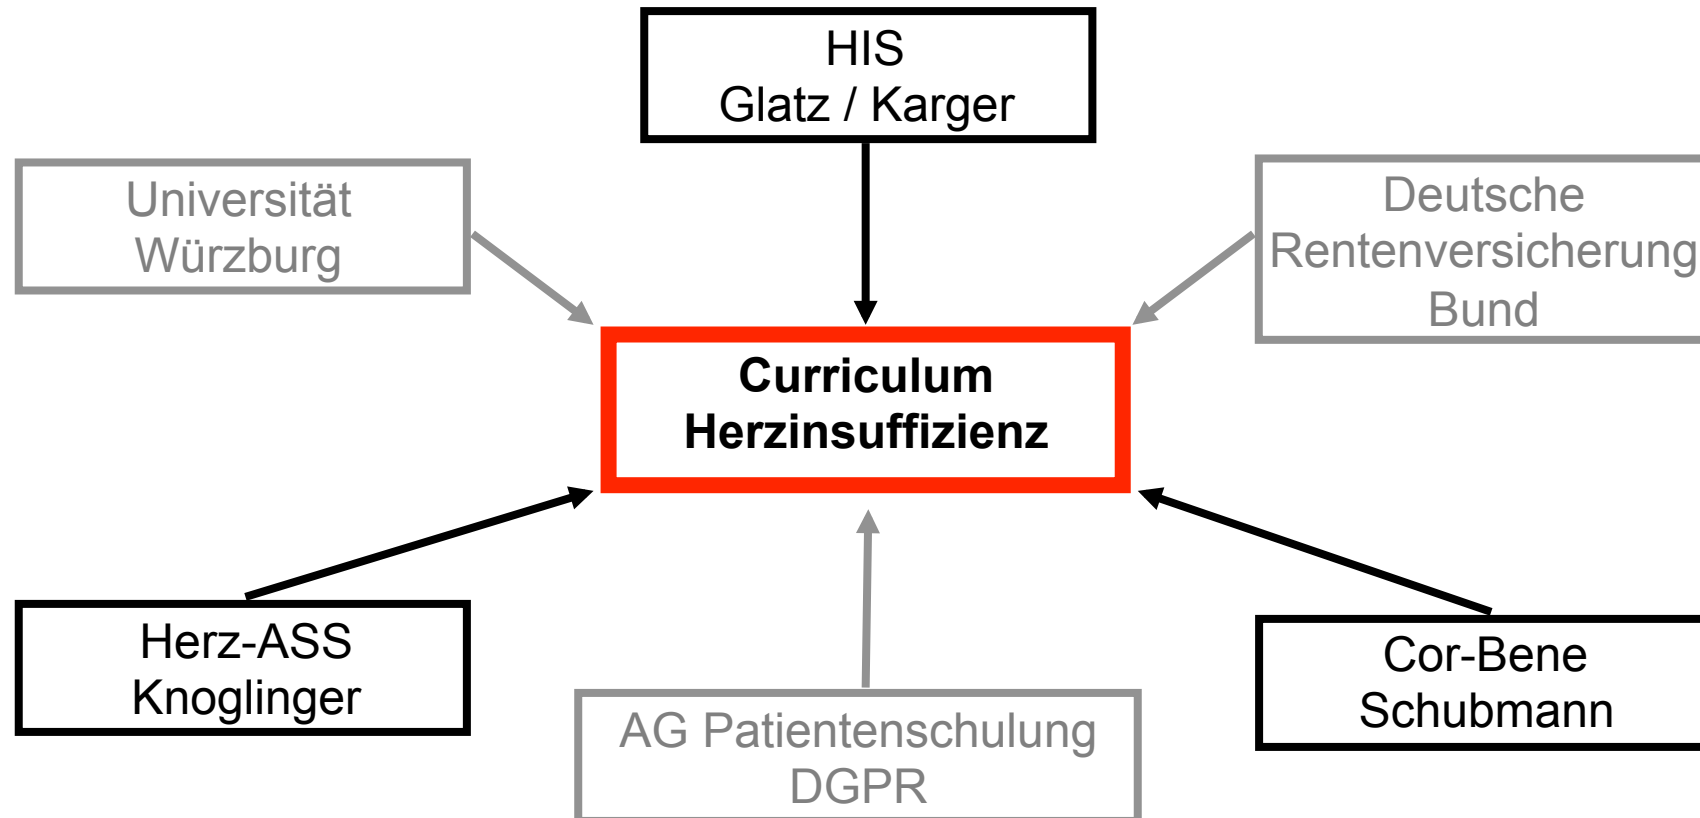 HIS
Glatz / Karger
Universität
Würzburg
Deutsche
Rentenversicherung
Bund
Curriculum
Herzinsuffizienz
Herz-ASS
Knoglinger
AG Patientenschulung
DGPR
Cor-Bene
Schubmann